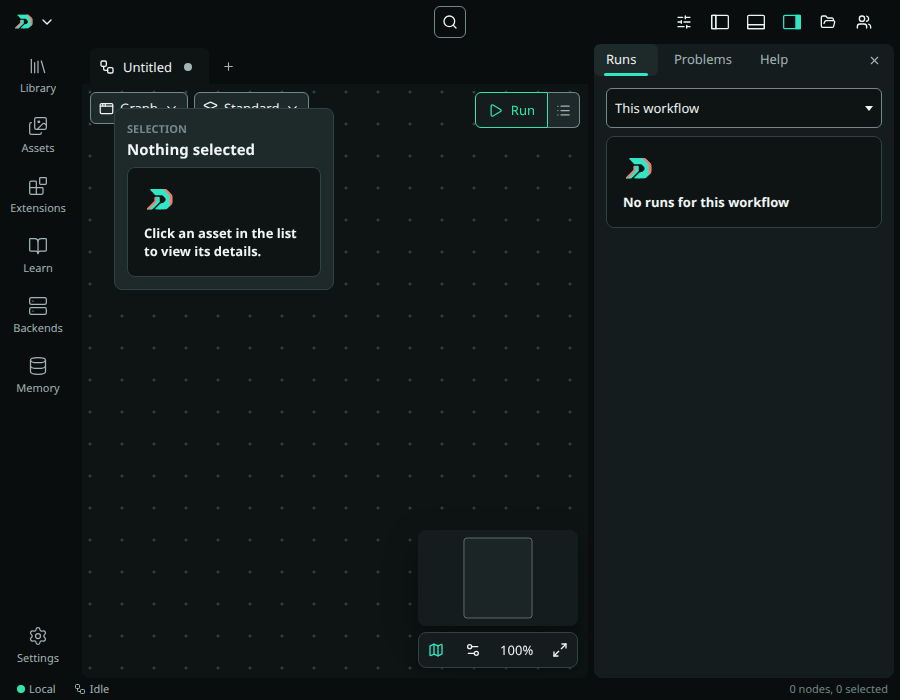 Untitled
Library
Assets
Extensions
Learn
Backends
Memory
Settings
Graph
Standard
Run
SELECTION
Nothing selected
Click an asset in the list
to view its details.
100%
Runs
Problems
Help
This workflow
No runs for this workflow
Local
Idle
0 nodes, 0 selected